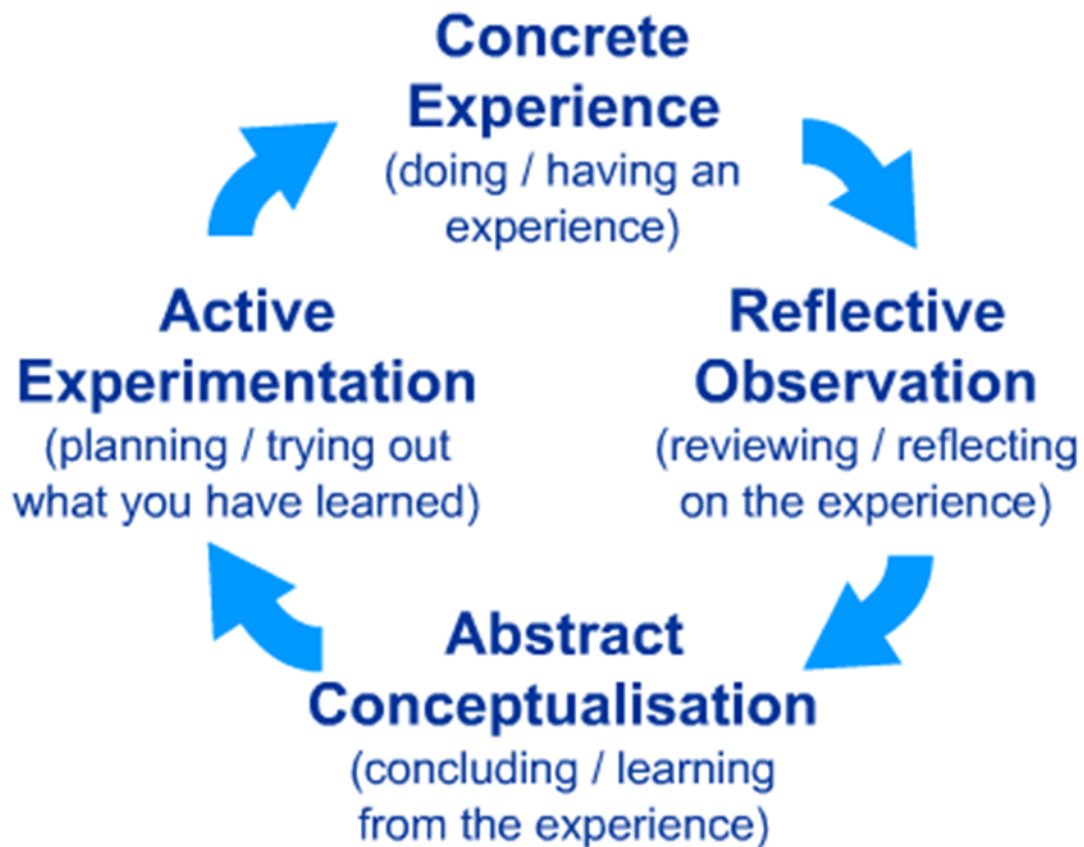 Concrete
Experience
(doing / having an
experience)
Reflective
Observation
(reviewing / reflecting
on the experience)
Abstract
Conceptualisation
(concluding / learning
from the experience)
Active
Experimentation
(planning / trying out
what you have learned)